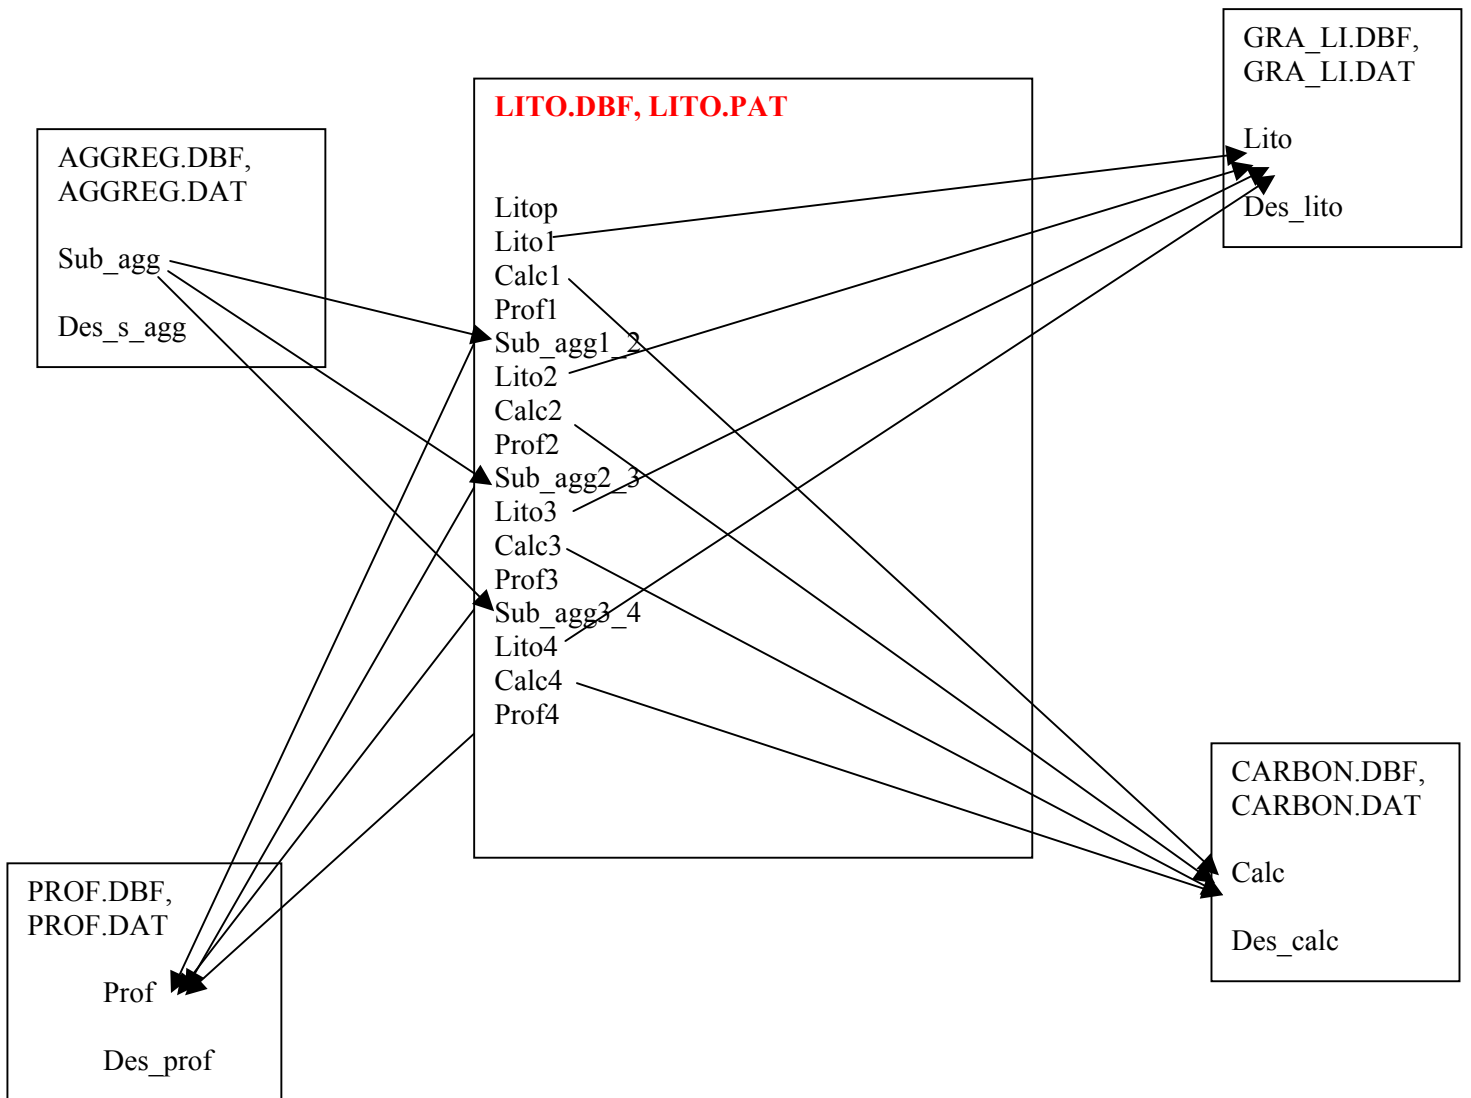 AGGREG.DBF,
AGGREG.DAT
Sub_agg
Des_s_agg
LITO.DBF, LITO.PAT
Litop
Lito1
Calc1
Prof1
Sub_agg1_2
Lito2
Calc2
Prof2
Sub_agg2_3
Lito3
Calc3
Prof3
Sub_agg3_4
Lito4
Calc4
Prof4
GRA_LI.DBF,
GRA_LI.DAT
Lito
Des_lito
PROF.DBF,
PROF.DAT
Prof
Des_prof
CARBON.DBF,
CARBON.DAT
Calc
Des_calc